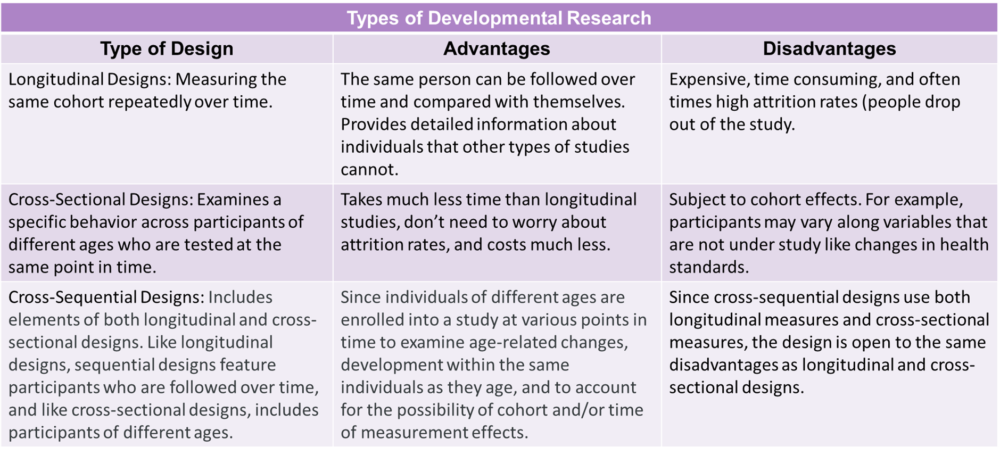 Types of Developmental Research
Type of Design
Advantages
Disadvantages
Longitudinal Designs: Measuring the
same cohort repeatedly over time.
The same person can be followed over
time and compared with themselves.
Provides detailed information about
individuals that other types of studies
cannot.
Expensive, time consuming, and often
times high attrition rates (people drop
out of the study.
Cross-Sectional Designs: Examines a
specific behavior across participants of
different ages who are tested at the
same point in time.
Takes much less time than longitudinal
studies, don’t need to worry about
attrition rates, and costs much less.
Subject to cohort effects. For example,
participants may vary along variables that
are not under study like changes in health
standards.
Cross-Sequential Designs: Includes
elements of both longitudinal and cross-
sectional designs. Like longitudinal
designs, sequential designs feature
participants who are followed over time,
and like cross-sectional designs, includes
participants of different ages.
Since individuals of different ages are
enrolled into a study at various points in
time to examine age-related changes,
development within the same
individuals as they age, and to account
for the possibility of cohort and/or time
of measurement effects.
Since cross-sequential designs use both
longitudinal measures and cross-sectional
measures, the design is open to the same
disadvantages as longitudinal and cross-
sectional designs.